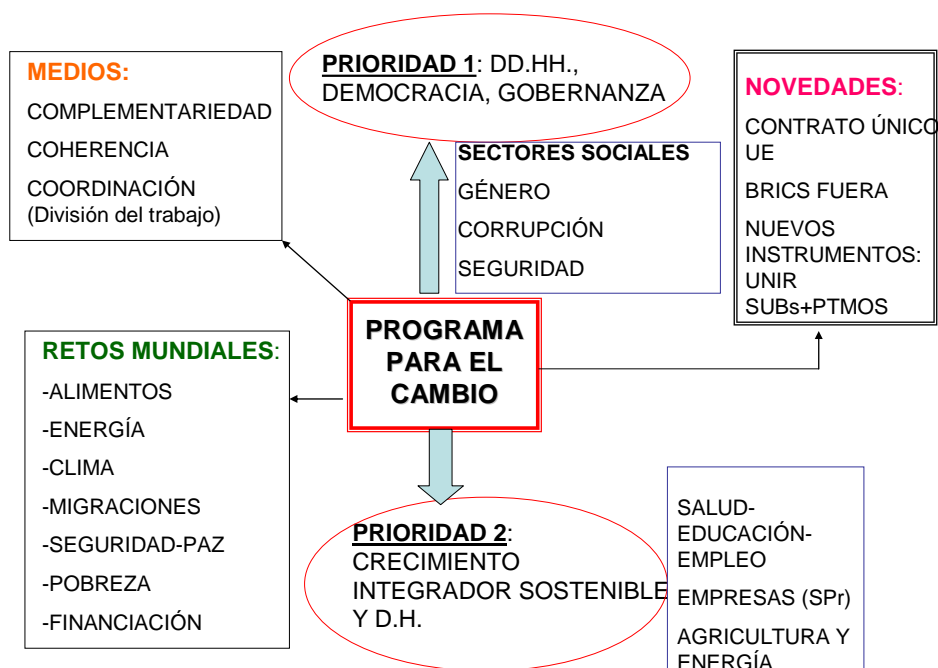 MEDIOS:
COMPLEMENTARIEDAD
COHERENCIA
COORDINACIÓN
(División del trabajo)
PRIORIDAD 1: DD.HH.,
DEMOCRACIA, GOBERNANZA
NOVEDADES:
CONTRATO ÚNICO
UE
BRICS FUERA
NUEVOS
INSTRUMENTOS:
UNIR
SUBs+PTMOS
SECTORES SOCIALES
GÉNERO
CORRUPCIÓN
SEGURIDAD
PROGRAMA
PARA EL
CAMBIO
RETOS MUNDIALES:
-ALIMENTOS
-ENERGÍA
-CLIMA
-MIGRACIONES
-SEGURIDAD-PAZ
-POBREZA
-FINANCIACIÓN
PRIORIDAD 2:
CRECIMIENTO
INTEGRADOR SOSTENIBLE
Y D.H.
SALUD-
EDUCACIÓN-
EMPLEO
EMPRESAS (SPr)
AGRICULTURA Y
ENERGÍA